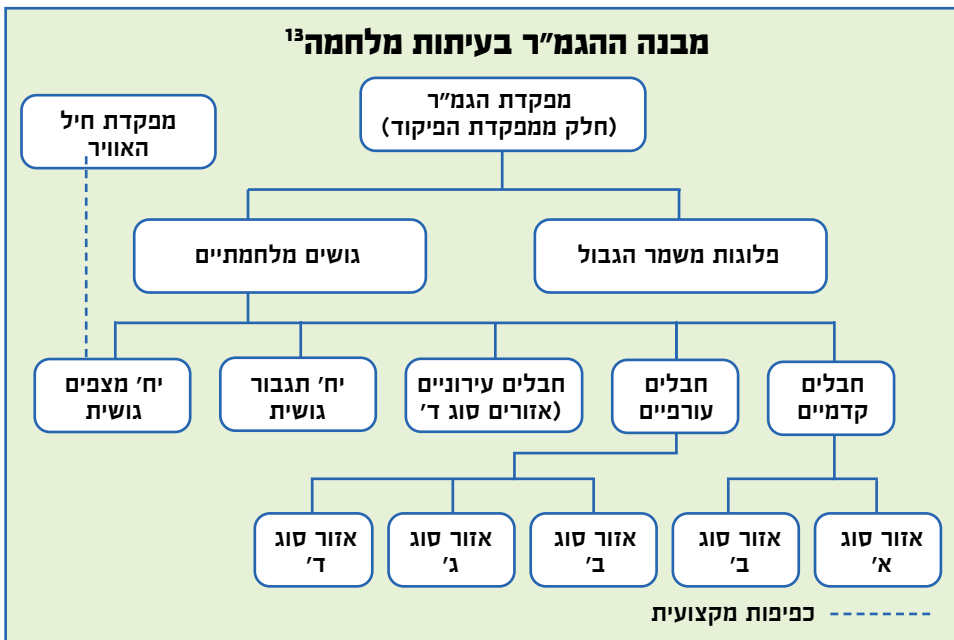 מבנה ההגמ"ר בעיתות מלחמה¹³
מפקדת הגמ"ר
(חלק ממפקדת הפיקוד)
מפקדת חיל
האוויר
פלוגות משמר הגבול
גושים מלחמתיים
חבלים
קדמיים
חבלים
עורפיים
חבלים עירוניים
(אזורים סוג ד'
יח' תגבור
גושית
יח' מצפים
גושית
אזור סוג
א'
אזור סוג
ב'
אזור סוג
ב'
אזור סוג
ג'
אזור סוג
ד'
כפיפות מקצועית